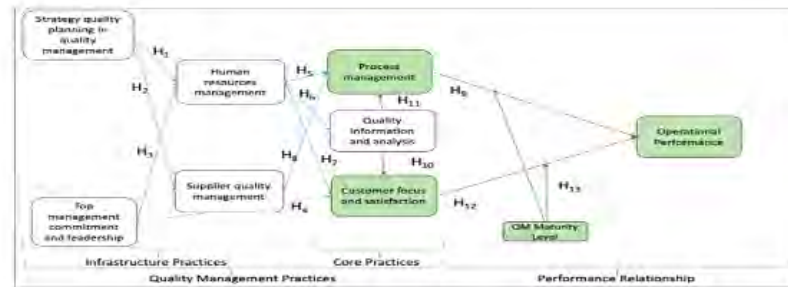 Strategy quality
planning in
quality
management
H₁
H₂
H₃
Top
management
commitment
and leadership
Human
resources
management
Supplier quality
management
H₅
H₆
H₇
H₈
H₄
Process
management
H₁₁
Quality
information
and analysis
H₁₀
Customer focus
and satisfaction
H₉
H₁₂
H₁₃
QM Maturity
Level
Operational
Performance
Infrastructure Practices
Core Practices
Quality Management Practices
Performance Relationship